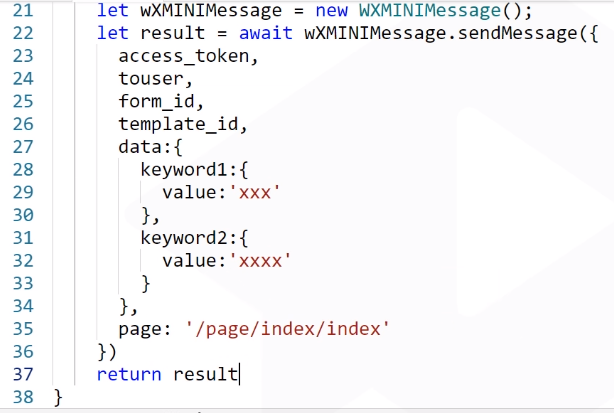 21 let wXMINIMessage = new WXMINIMessage();
22 let result = await wXMINIMessage.sendMessage({
23 access_token,
24 touser,
25 form_id,
26 template_id,
27 data:{
28 keyword1:{
29 value:'xxx'
30 },
31 keyword2:{
32 value:'xxxx'
33 }
34 },
35 page: '/page/index/index'
36 })
37 return result
38 }